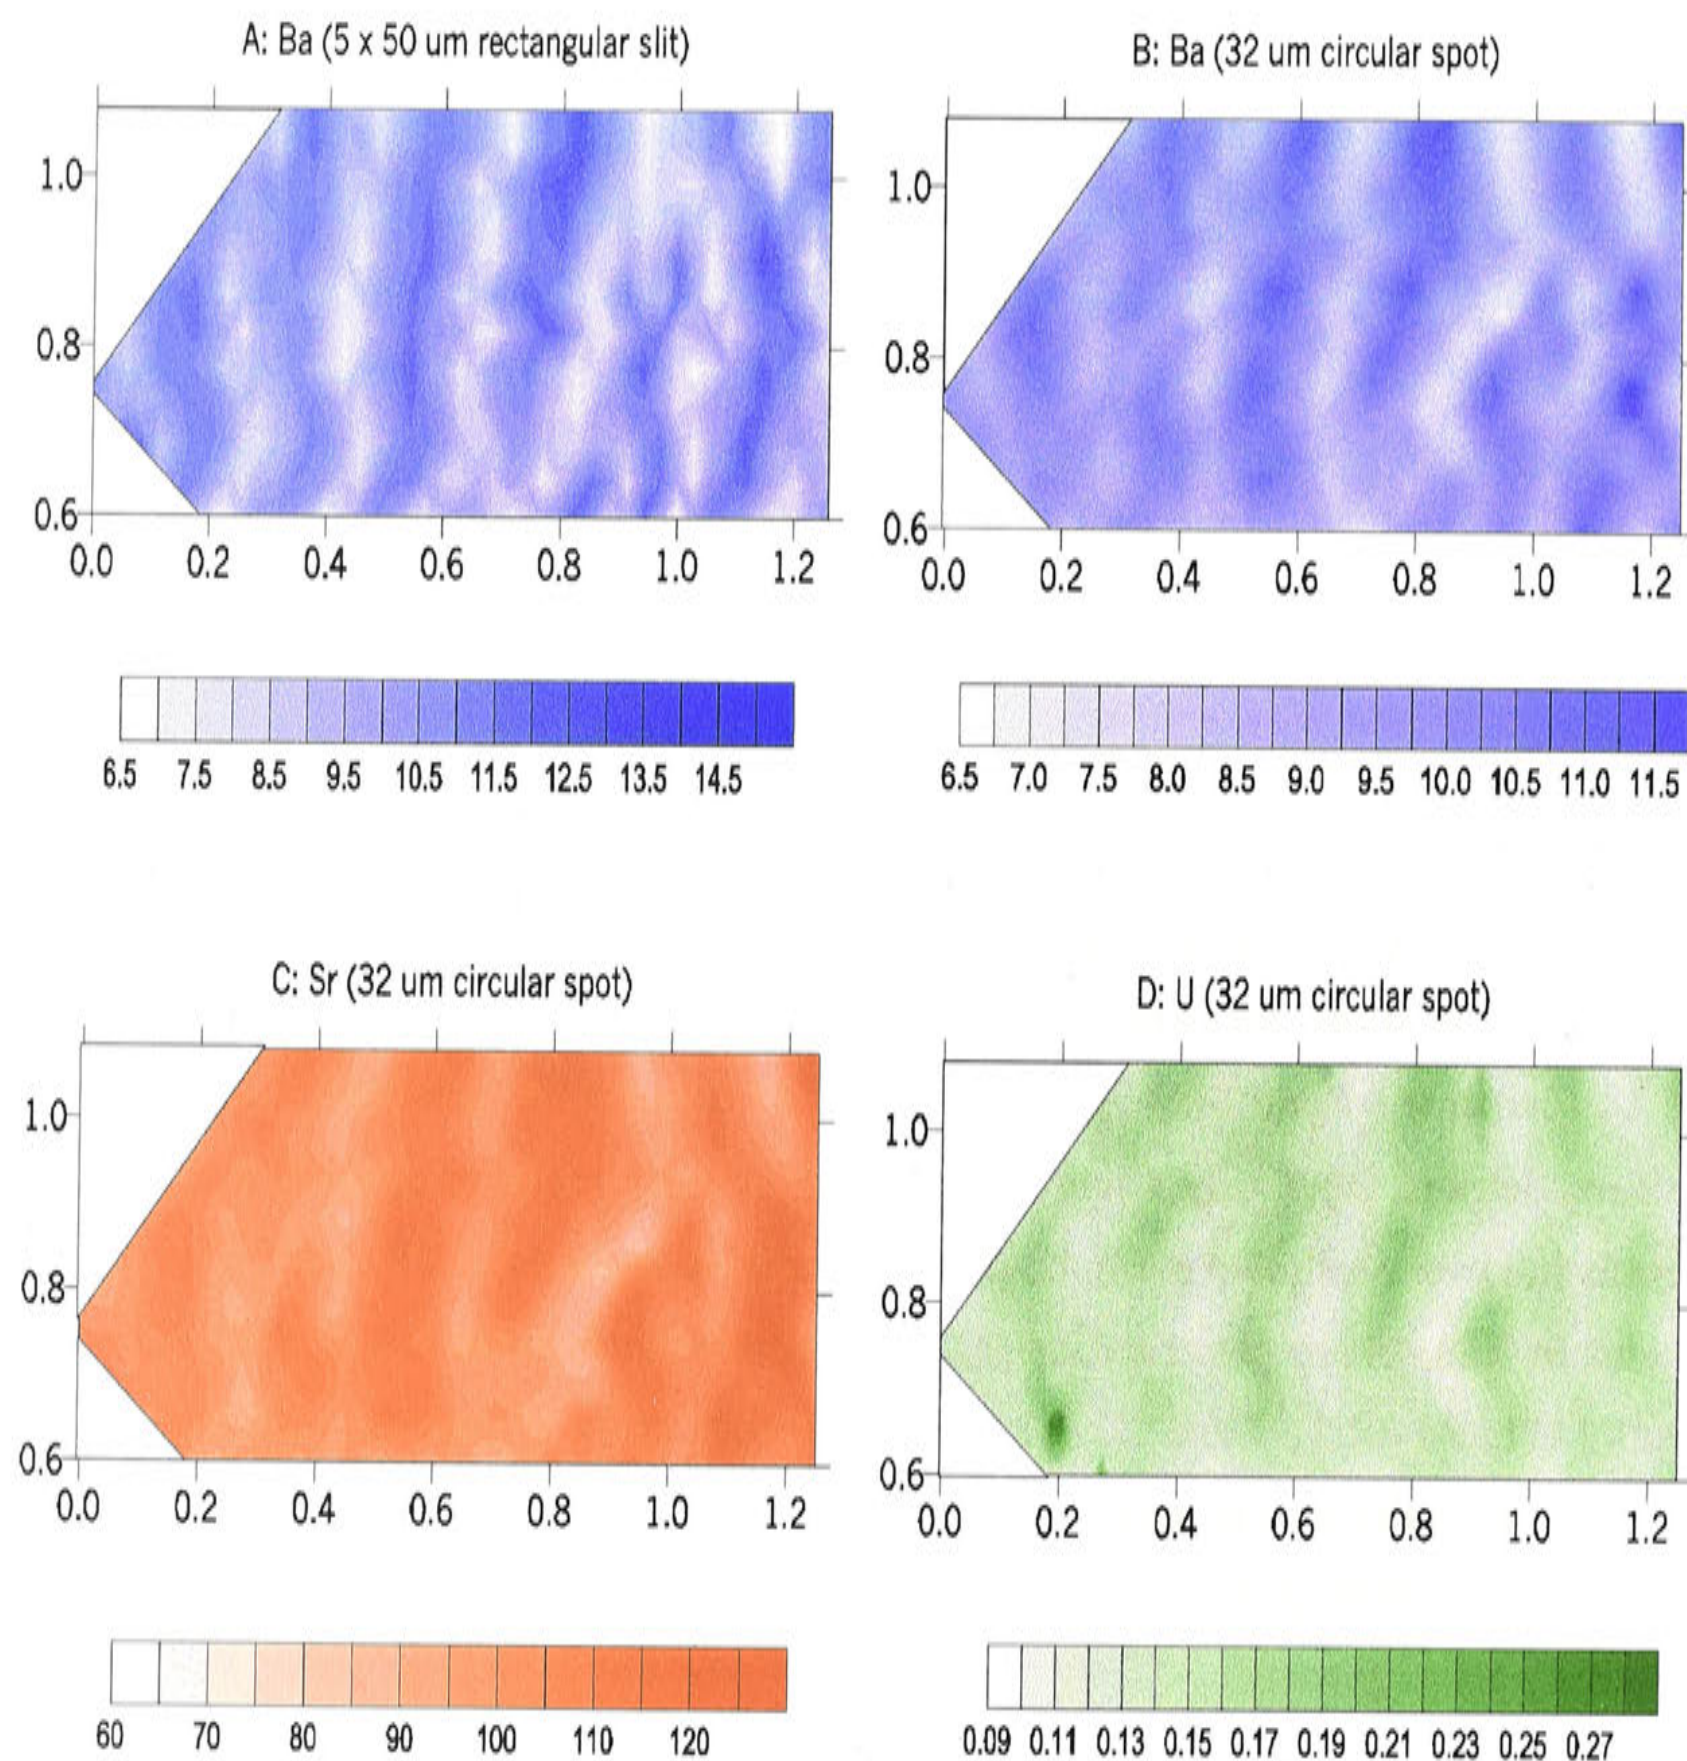 A: Ba (5 x 50 um rectangular slit)
1.0
0.8
0.6
0.0 0.2 0.4 0.6 0.8 1.0 1.2
6.5 7.5 8.5 9.5 10.5 11.5 12.5 13.5 14.5
B: Ba (32 um circular spot)
1.0
0.8
0.6
0.0 0.2 0.4 0.6 0.8 1.0 1.2
6.5 7.0 7.5 8.0 8.5 9.0 9.5 10.0 10.5 11.0 11.5
C: Sr (32 um circular spot)
1.0
0.8
0.6
0.0 0.2 0.4 0.6 0.8 1.0 1.2
60 70 80 90 100 110 120
D: U (32 um circular spot)
1.0
0.8
0.6
0.0 0.2 0.4 0.6 0.8 1.0 1.2
0.09 0.11 0.13 0.15 0.17 0.19 0.21 0.23 0.25 0.27